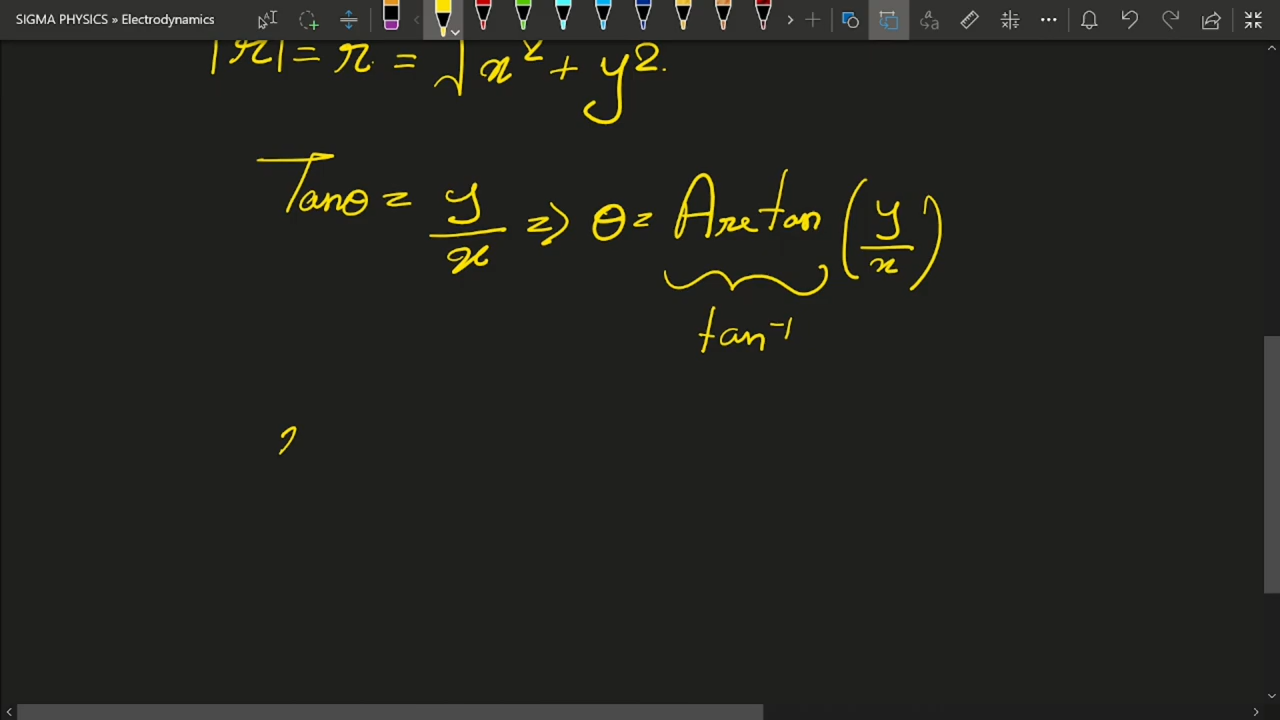 SIGMA PHYSICS » Electrodynamics
|r| = r = √x² + y².
Tanθ = y/x => θ = Arctan (y/x)
tan⁻¹